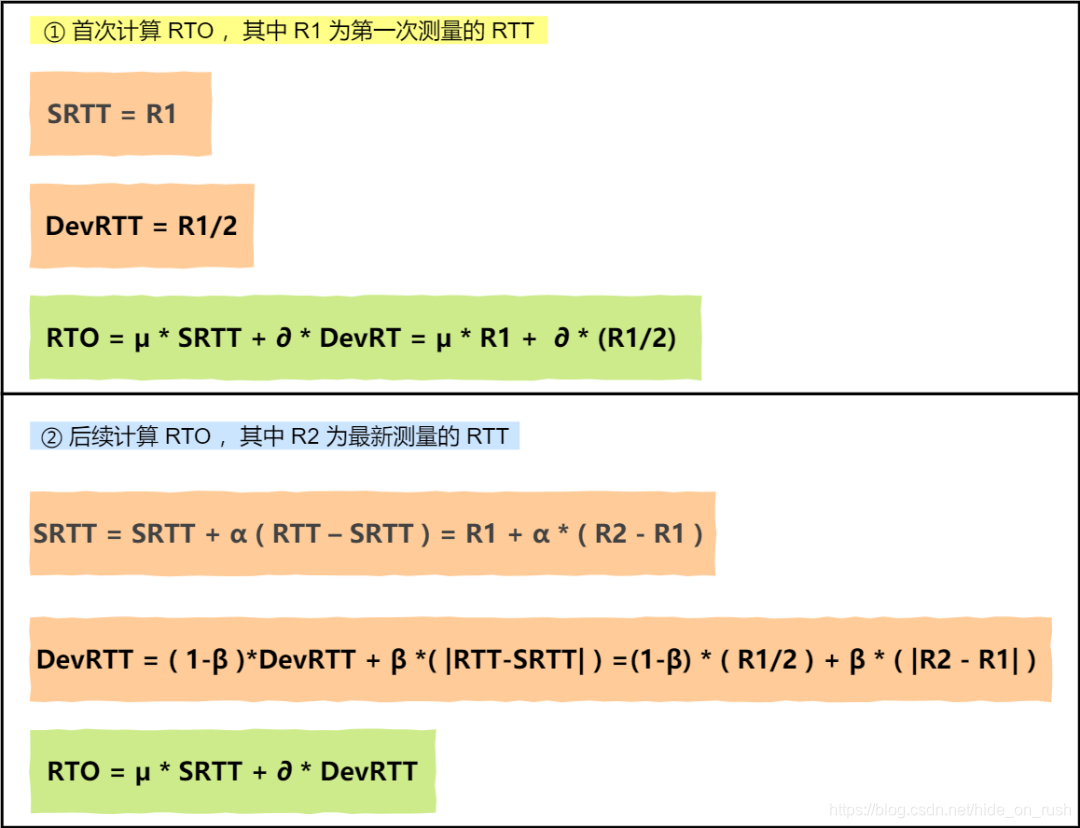 ① 首次计算 RTO ，其中 R1 为第一次测量的 RTT
SRTT = R1
DevRTT = R1/2
RTO = µ * SRTT + ∂ * DevRT = µ * R1 + ∂ * (R1/2)
② 后续计算 RTO ，其中 R2 为最新测量的 RTT
SRTT = SRTT + α ( RTT – SRTT ) = R1 + α * ( R2 - R1 )
DevRTT = ( 1-β )*DevRTT + β *( |RTT-SRTT| ) =(1-β) * ( R1/2 ) + β * ( |R2 - R1| )
RTO = µ * SRTT + ∂ * DevRTT
https://blog.csdn.net/hide_on_rush